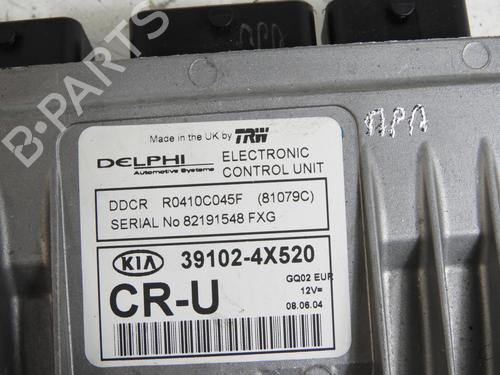 Made in the UK by TRW
DELPHI
Automotive Systems
ELECTRONIC
CONTROL UNIT
DDCR R0410C045F (81079C)
SERIAL No 82191548 FXG
KIA 39102-4X520
CR-U
GQ02 EUR
12V=
08.06.04
B-PARTS